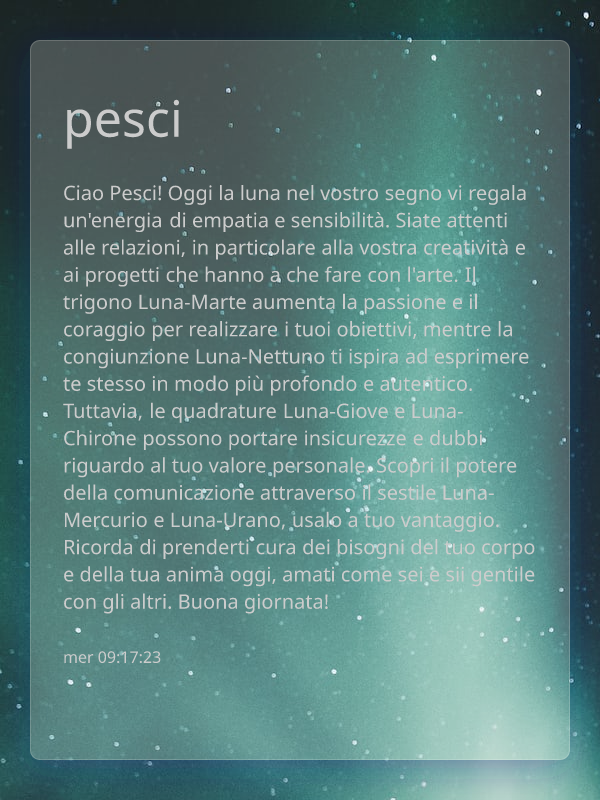 pesci
Ciao Pesci! Oggi la luna nel vostro segno vi regala
un'energia di empatia e sensibilità. Siate attenti
alle relazioni, in particolare alla vostra creatività e
ai progetti che hanno a che fare con l'arte. Il
trigono Luna-Marte aumenta la passione e il
coraggio per realizzare i tuoi obiettivi, mentre la
congiunzione Luna-Nettuno ti ispira ad esprimere
te stesso in modo più profondo e autentico.
Tuttavia, le quadrature Luna-Giove e Luna-
Chirone possono portare insicurezze e dubbi
riguardo al tuo valore personale. Scopri il potere
della comunicazione attraverso il sestile Luna-
Mercurio e Luna-Urano, usalo a tuo vantaggio.
Ricorda di prenderti cura dei bisogni del tuo corpo
e della tua anima oggi, amati come sei e sii gentile
con gli altri. Buona giornata!
mer 09:17:23